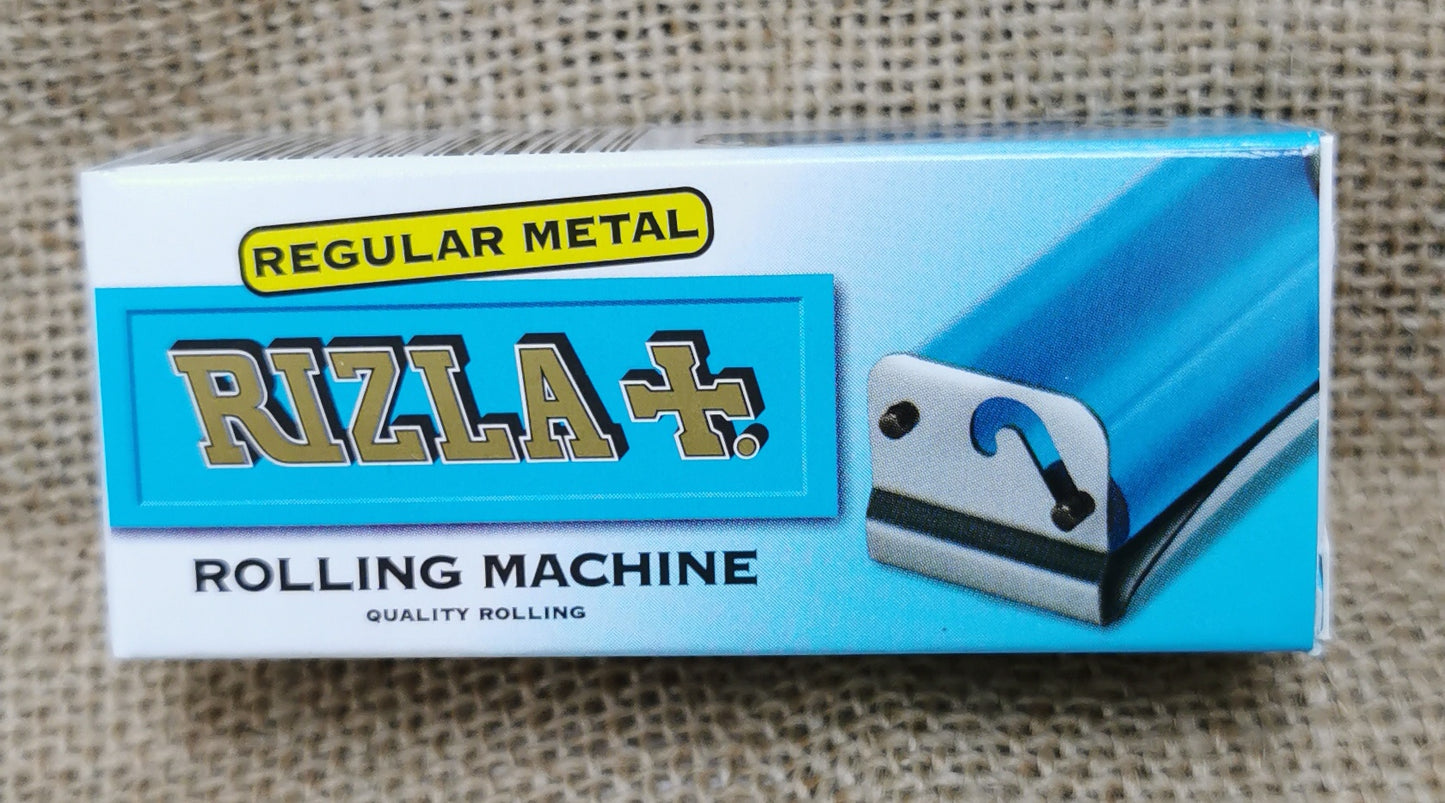 REGULAR METAL
RIZLA+.
ROLLING MACHINE
QUALITY ROLLING